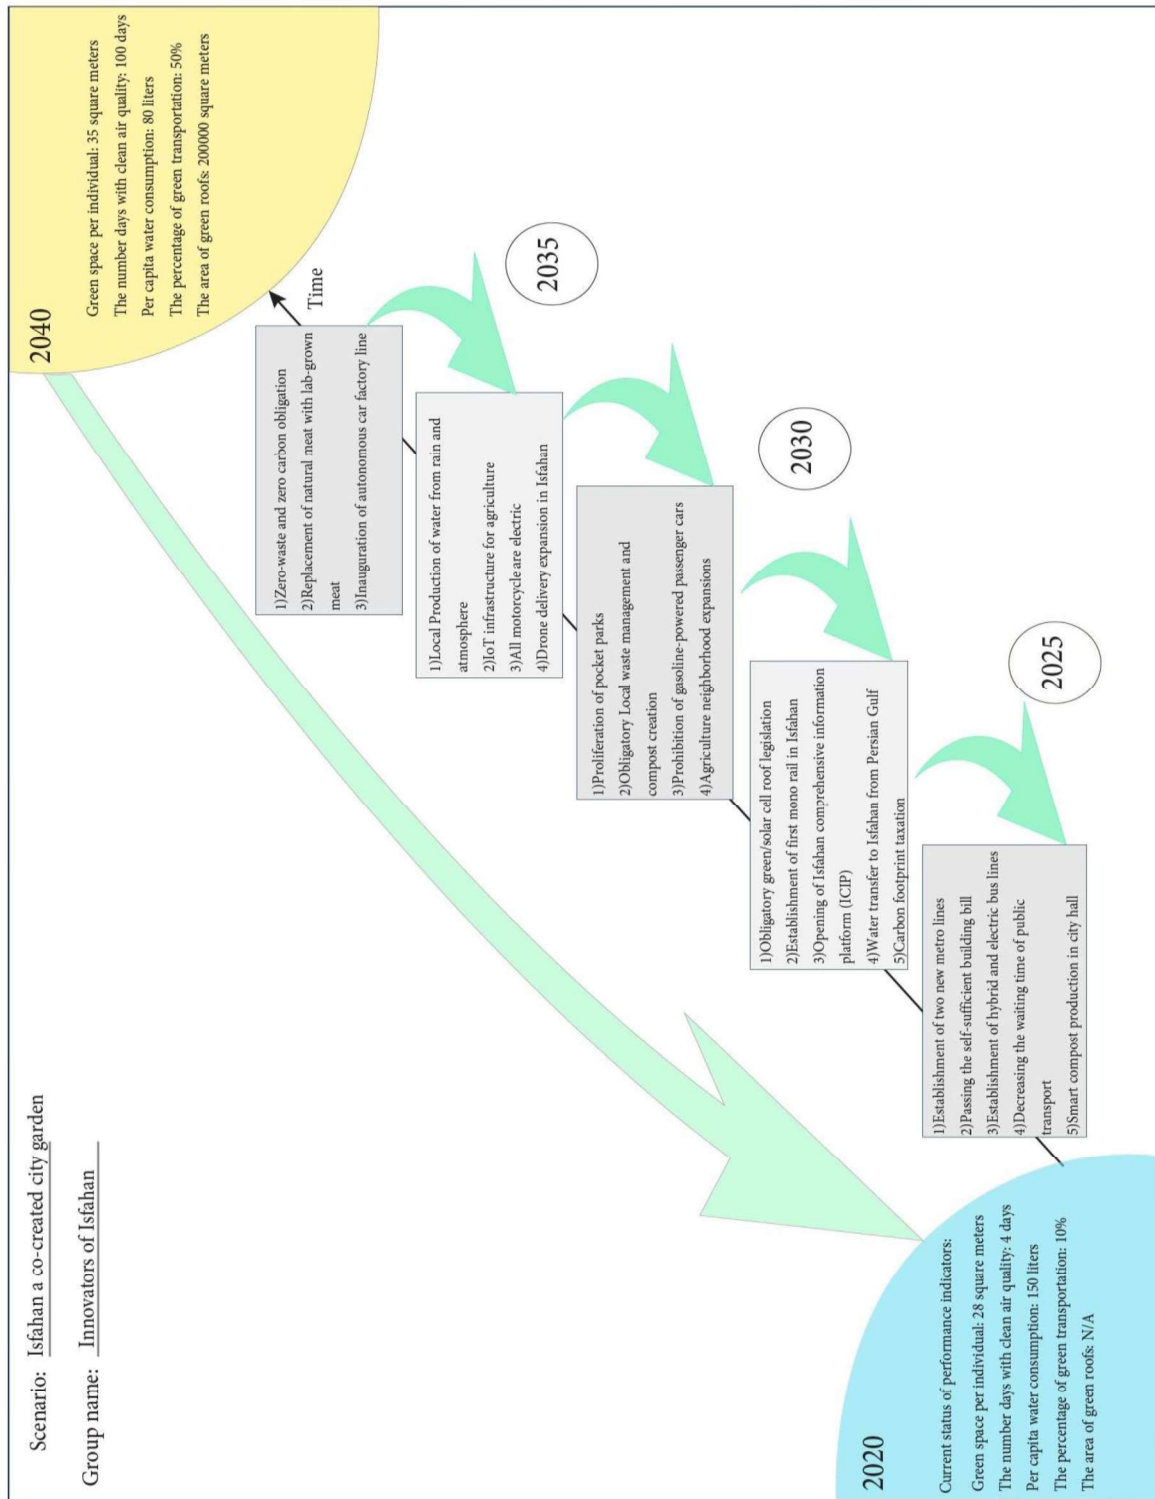 Scenario: Isfahan a co-created city garden
Group name: Innovators of Isfahan
2040
Green space per individual: 35 square meters
The number days with clean air quality: 100 days
Per capita water consumption: 80 liters
The percentage of green transportation: 50%
The area of green roofs: 200000 square meters
Time
1)Zero-waste and zero carbon obligation
2)Replacement of natural meat with lab-grown
meat
3)Inauguration of autonomous car factory line
2035
1)Local Production of water from rain and
atmosphere
2)IoT infrastructure for agriculture
3)All motorcycle are electric
4)Drone delivery expansion in Isfahan
2030
1)Proliferation of pocket parks
2)Obligatory Local waste management and
compost creation
3)Prohibition of gasoline-powered passenger cars
4)Agriculture neighborhood expansions
1)Obligatory green/solar cell roof legislation
2)Establishment of first mono rail in Isfahan
3)Opening of Isfahan comprehensive information
platform (ICIP)
4)Water transfer to Isfahan from Persian Gulf
5)Carbon footprint taxation
2025
1)Establishment of two new metro lines
2)Passing the self-sufficient building bill
3)Establishment of hybrid and electric bus lines
4)Decreasing the waiting time of public
transport
5)Smart compost production in city hall
2020
Current status of performance indicators:
Green space per individual: 28 square meters
The number days with clean air quality: 4 days
Per capita water consumption: 150 liters
The percentage of green transportation: 10%
The area of green roofs: N/A